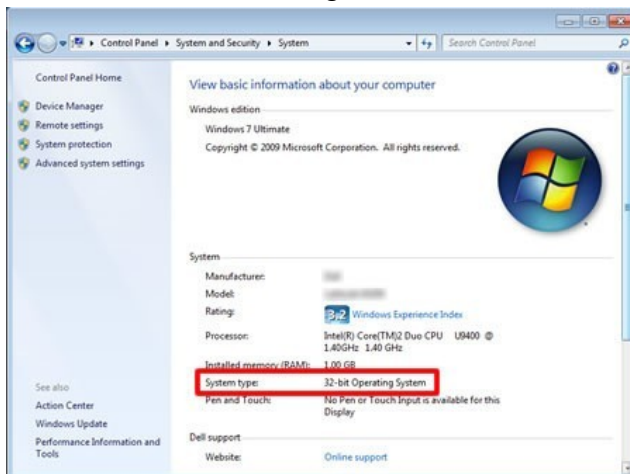 Control Panel ▸ System and Security ▸ System
Search Control Panel
Control Panel Home
Device Manager
Remote settings
System protection
Advanced system settings
See also
Action Center
Windows Update
Performance Information and
Tools
View basic information about your computer
Windows edition
Windows 7 Ultimate
Copyright © 2009 Microsoft Corporation. All rights reserved.
System
Manufacturer:
Model:
Rating:
3,2 Windows Experience Index
Processor:
Intel(R) Core(TM)2 Duo CPU U9400 @
1.40GHz 1.40 GHz
Installed memory (RAM):
1.00 GB
System type:
32-bit Operating System
Pen and Touch:
No Pen or Touch Input is available for this
Display
Dell support
Website:
Online support